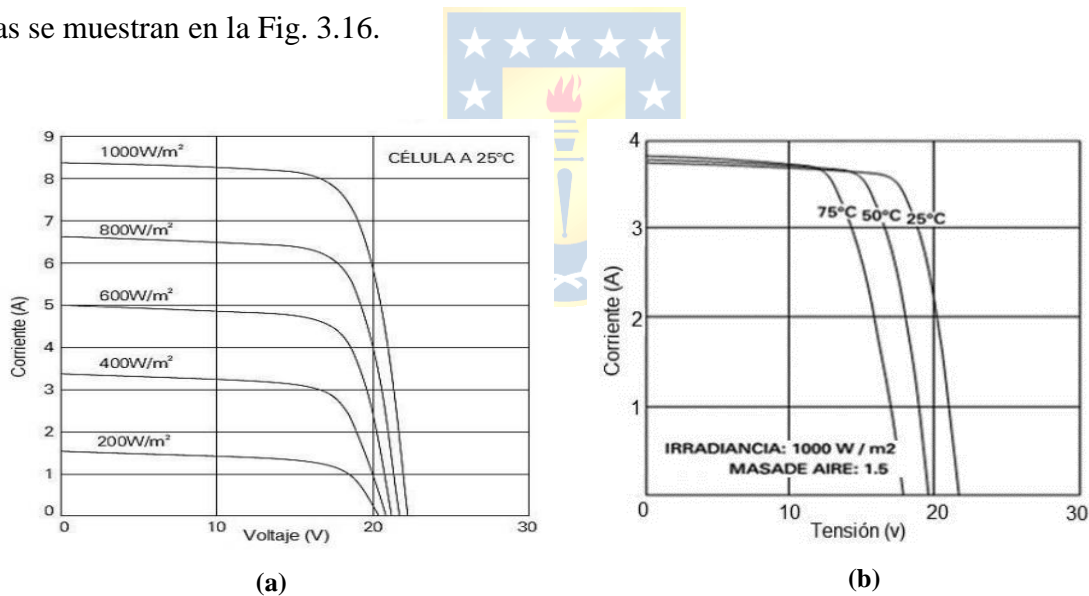 as se muestran en la Fig. 3.16.
9
8
7
6
5
4
3
2
1
0
Corriente (A)
1000W/m²
CÉLULA A 25°C
800W/m²
600W/m²
400W/m²
200W/m²
0 10 20 30
Voltaje (V)
(a)
4
3
2
1
Corriente (A)
75°C 50°C 25°C
IRRADIANCIA: 1000 W / m2
MASADE AIRE: 1.5
0 10 20 30
Tensión (v)
(b)